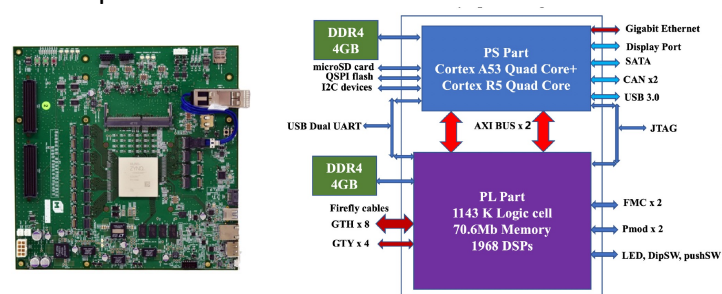 DDR4
4GB
microSD card
QSPI flash
I2C devices
USB Dual UART
DDR4
4GB
Firefly cables
GTH x 8
GTY x 4
PS Part
Cortex A53 Quad Core+
Cortex R5 Quad Core
AXI BUS x 2
PL Part
1143 K Logic cell
70.6Mb Memory
1968 DSPs
Gigabit Ethernet
Display Port
SATA
CAN x2
USB 3.0
JTAG
FMC x 2
Pmod x 2
LED, DipSW, pushSW